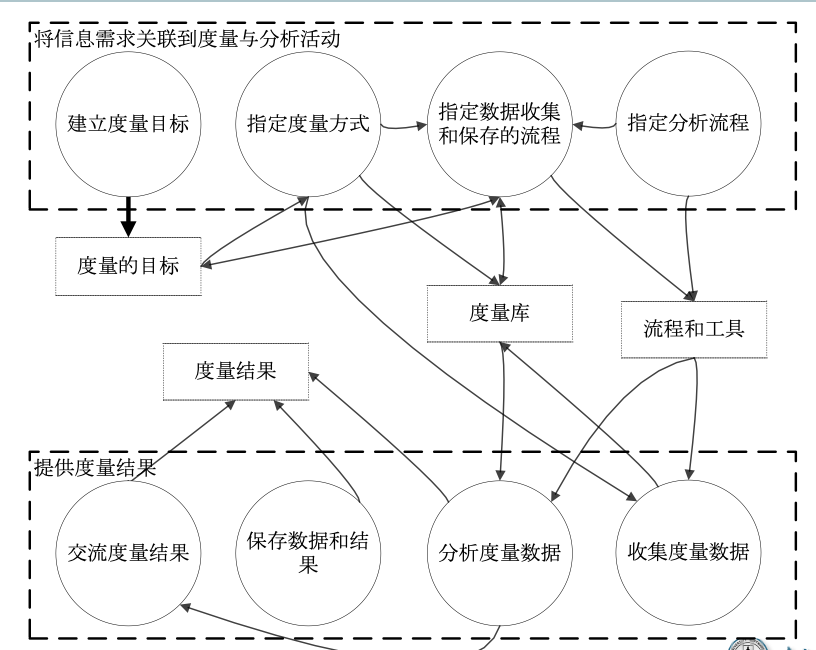 将信息需求关联到度量与分析活动
建立度量目标
指定度量方式
指定数据收集
和保存的流程
指定分析流程
度量的目标
度量库
流程和工具
度量结果
提供度量结果
交流度量结果
保存数据和结
果
分析度量数据
收集度量数据